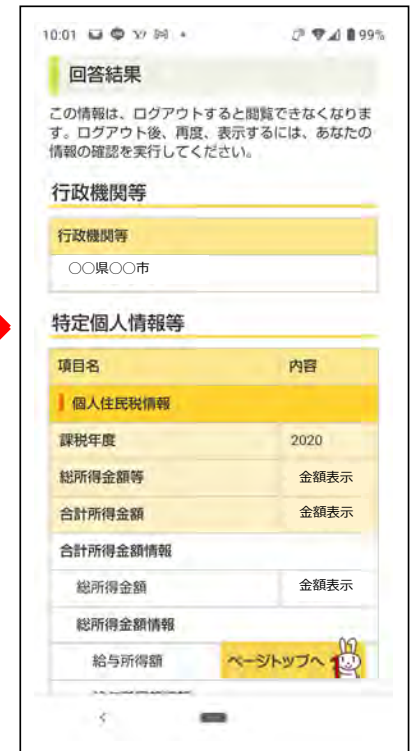 10:01 99%
回答結果
この情報は、ログアウトすると閲覧できなくなりま
す。ログアウト後、再度、表示するには、あなたの
情報の確認を実行してください。
行政機関等
行政機関等
○○県○○市
特定個人情報等
項目名 内容
個人住民税情報
課税年度 2020
総所得金額等 金額表示
合計所得金額 金額表示
合計所得金額情報
総所得金額 金額表示
総所得金額情報
給与所得額 ページトップへ